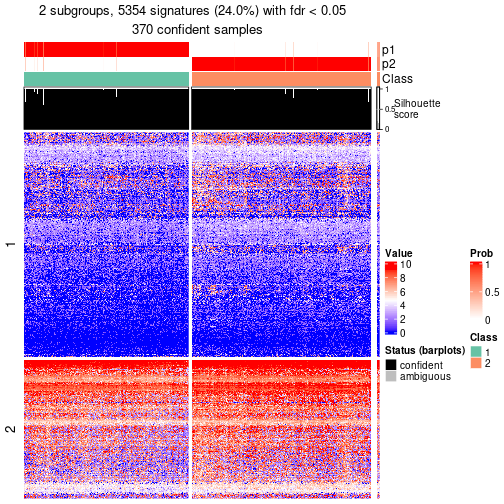 2 subgroups, 5354 signatures (24.0%) with fdr < 0.05
370 confident samples
p1
p2
Class
1
0.5
0
Silhouette
score
1
2
Value
10
8
6
4
2
0
Prob
1
0.5
0
Status (barplots)
confident
ambiguous
Class
1
2